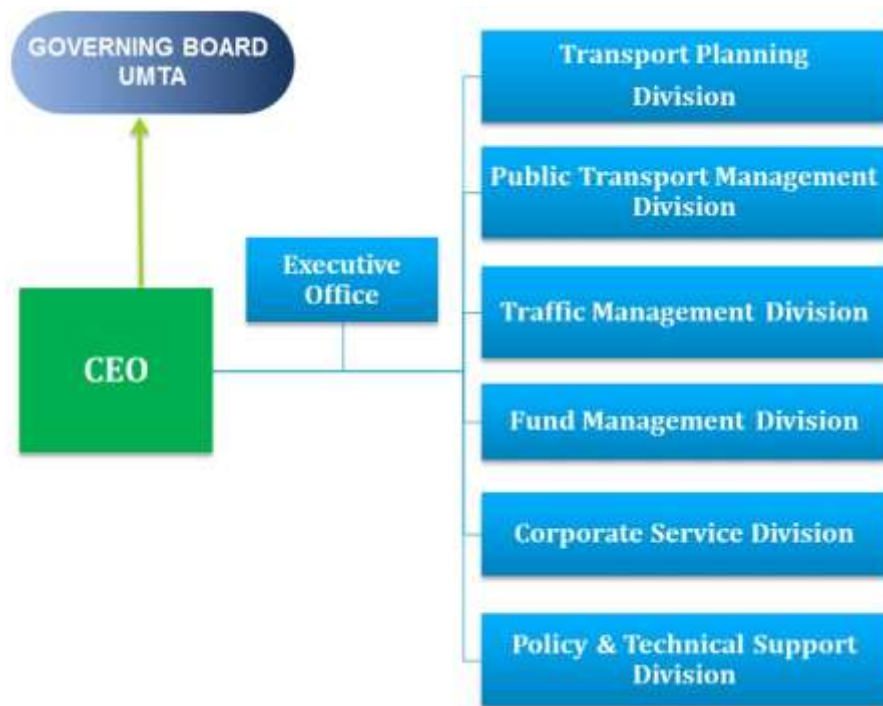 GOVERNING BOARD
UMTA
CEO
Executive
Office
Transport Planning
Division
Public Transport Management
Division
Traffic Management Division
Fund Management Division
Corporate Service Division
Policy & Technical Support
Division